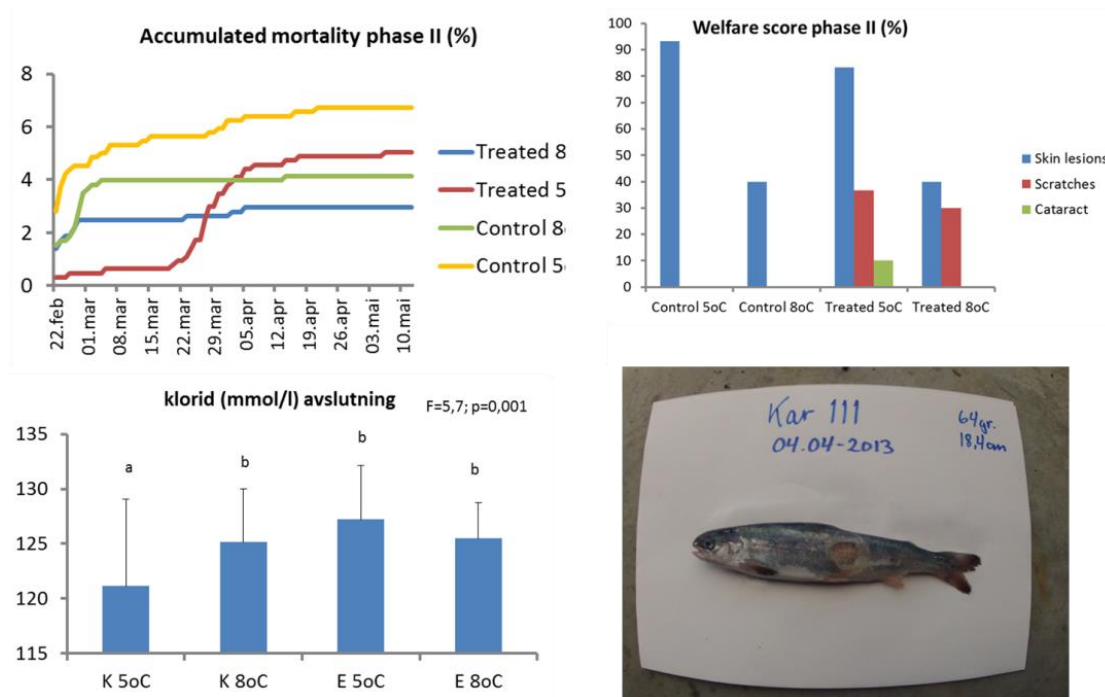 Accumulated mortality phase II (%)
8
6
4
2
0
22.feb
01.mar
08.mar
15.mar
22.mar
29.mar
05.apr
12.apr
19.apr
26.apr
03.mai
10.mai
Treated 8
Treated 5
Control 8
Control 5
Welfare score phase II (%)
100
90
80
70
60
50
40
30
20
10
0
Control 5oC
Control 8oC
Treated 5oC
Treated 8oC
Skin lesions
Scratches
Cataract
klorid (mmol/l) avslutning
F=5,7; p=0,001
135
130
125
120
115
a
b
b
b
K 5oC
K 8oC
E 5oC
E 8oC
Kar III
04.04-2013
64gr.
18,4cm